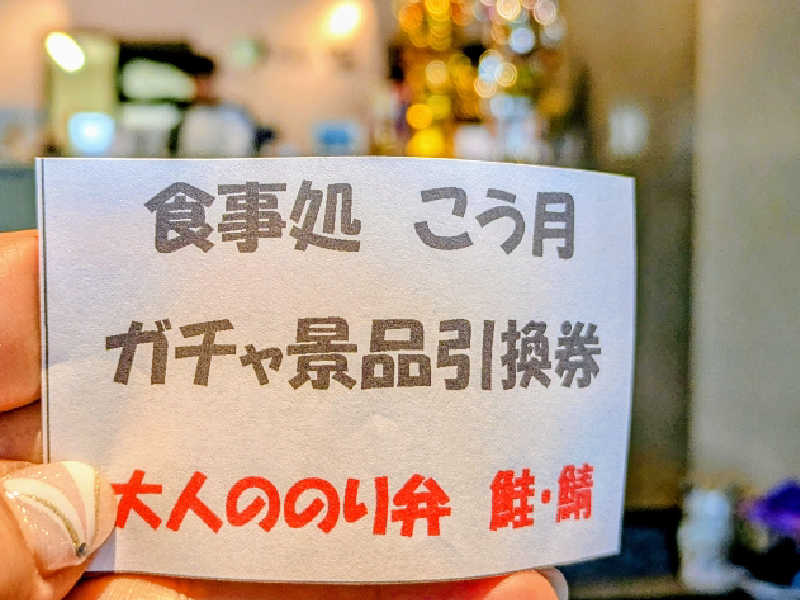 食事処　こう月
ガチャ景品引換券
大人ののり弁　鮭・鯖